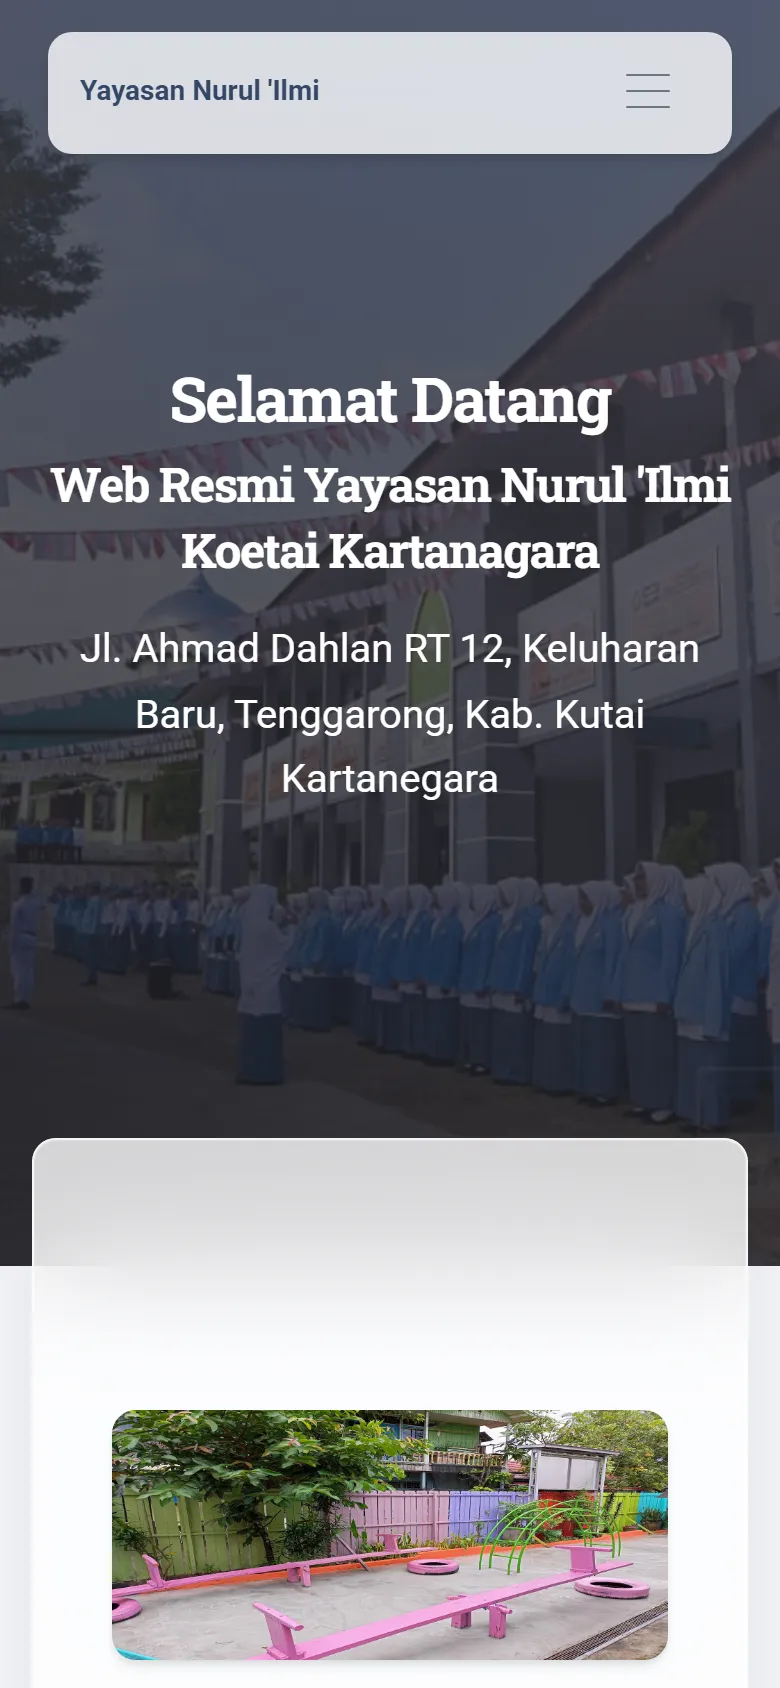 Yayasan Nurul 'Ilmi
Selamat Datang
Web Resmi Yayasan Nurul 'Ilmi
Koetai Kartanagara
Jl. Ahmad Dahlan RT 12, Keluharan
Baru, Tenggarong, Kab. Kutai
Kartanegara